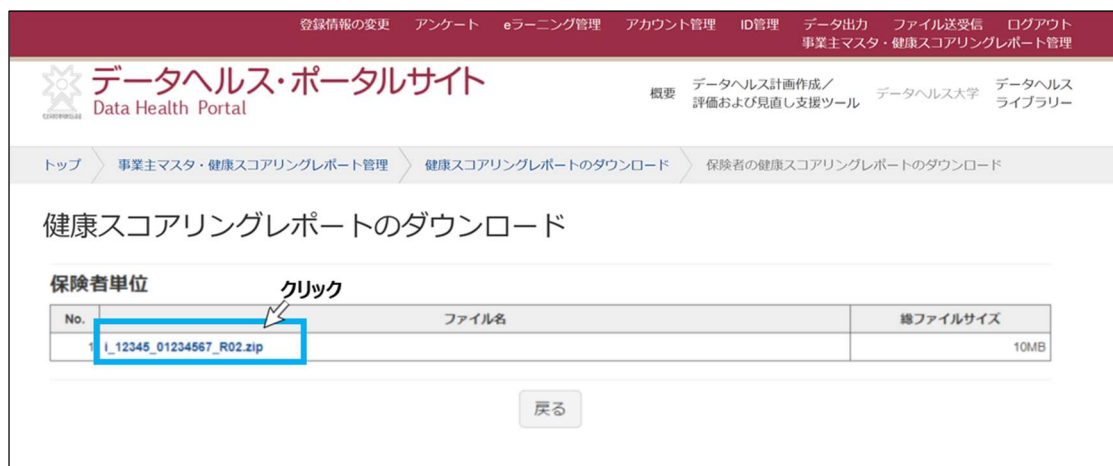 登録情報の変更 アンケート eラーニング管理 アカウント管理 ID管理 データ出力 ファイル送受信 ログアウト
事業主マスタ・健康スコアリングレポート管理
データヘルス・ポータルサイト
Data Health Portal
概要 データヘルス計画作成／
評価および見直し支援ツール
データヘルス大学
データヘルス
ライブラリー
トップ 事業主マスタ・健康スコアリングレポート管理 健康スコアリングレポートのダウンロード 保険者の健康スコアリングレポートのダウンロード
健康スコアリングレポートのダウンロード
保険者単位
クリック
No. ファイル名 総ファイルサイズ
1 i_12345_01234567_R02.zip 10MB
戻る